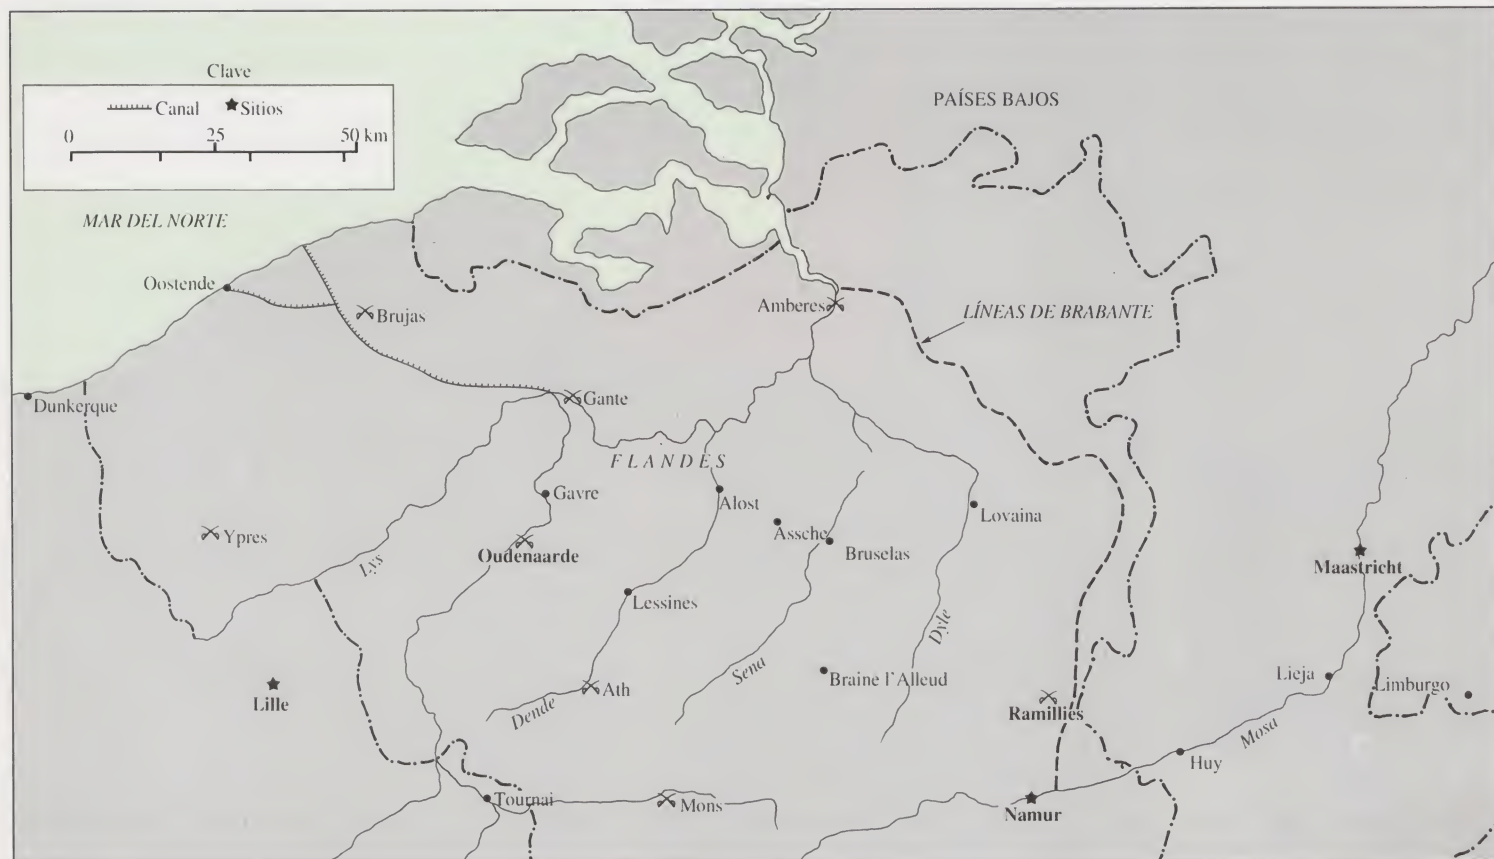 Clave
Canal
Sitios
0 25 50 km
PAÍSES BAJOS
MAR DEL NORTE
Oostende
Brujas
Amberes
LÍNEAS DE BRABANTE
Dunkerque
Gante
FLANDES
Gavre
Alost
Lovaina
Ypres
Oudenaarde
Assche
Bruselas
Maastricht
Lys
Lessines
Dyle
Sena
Lille
Dende
Ath
Braine l'Alleud
Ramillies
Lieja
Limburgo
Mosa
Huy
Tournai
Mons
Namur